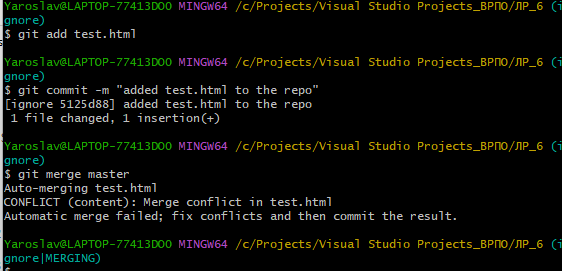 Yaroslav@LAPTOP-77413DOO MINGW64 /c/Projects/Visual Studio Projects_ВРПО/ЛР_6 (i
gnore)
$ git add test.html
Yaroslav@LAPTOP-77413DOO MINGW64 /c/Projects/Visual Studio Projects_ВРПО/ЛР_6 (i
gnore)
$ git commit -m "added test.html to the repo"
[ignore 5125d88] added test.html to the repo
 1 file changed, 1 insertion(+)
Yaroslav@LAPTOP-77413DOO MINGW64 /c/Projects/Visual Studio Projects_ВРПО/ЛР_6 (i
gnore)
$ git merge master
Auto-merging test.html
CONFLICT (content): Merge conflict in test.html
Automatic merge failed; fix conflicts and then commit the result.
Yaroslav@LAPTOP-77413DOO MINGW64 /c/Projects/Visual Studio Projects_ВРПО/ЛР_6 (i
gnore|MERGING)
$